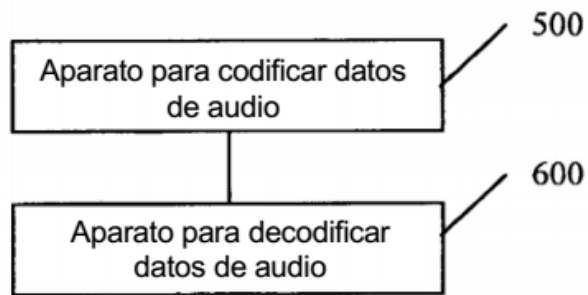 500
Aparato para codificar datos
de audio
600
Aparato para decodificar
datos de audio